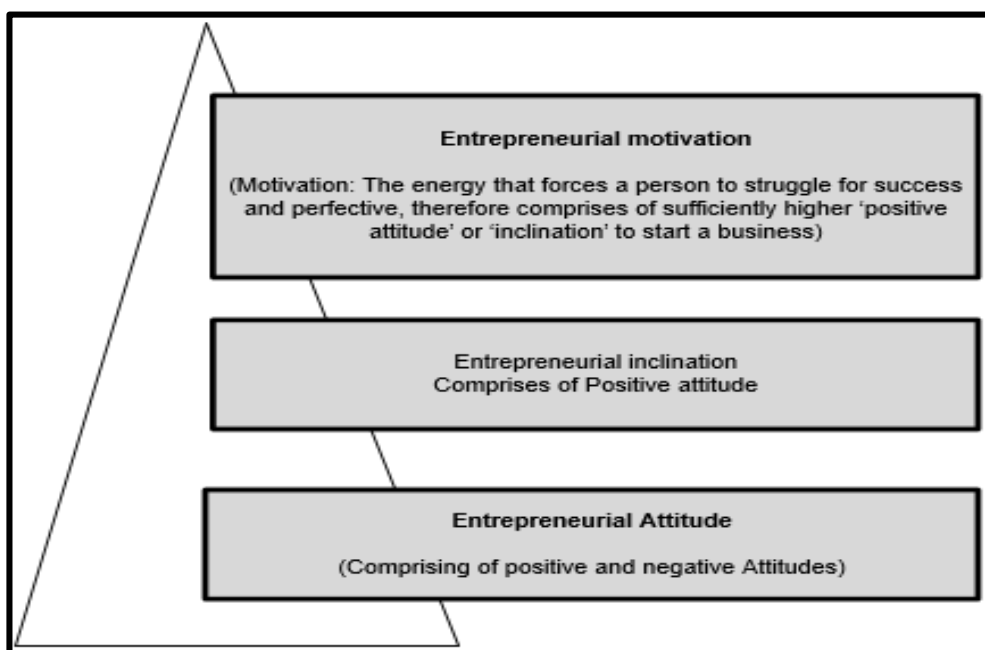 Entrepreneurial motivation
(Motivation: The energy that forces a person to struggle for success
and perfective, therefore comprises of sufficiently higher ‘positive
attitude’ or ‘inclination’ to start a business)
Entrepreneurial inclination
Comprises of Positive attitude
Entrepreneurial Attitude
(Comprising of positive and negative Attitudes)